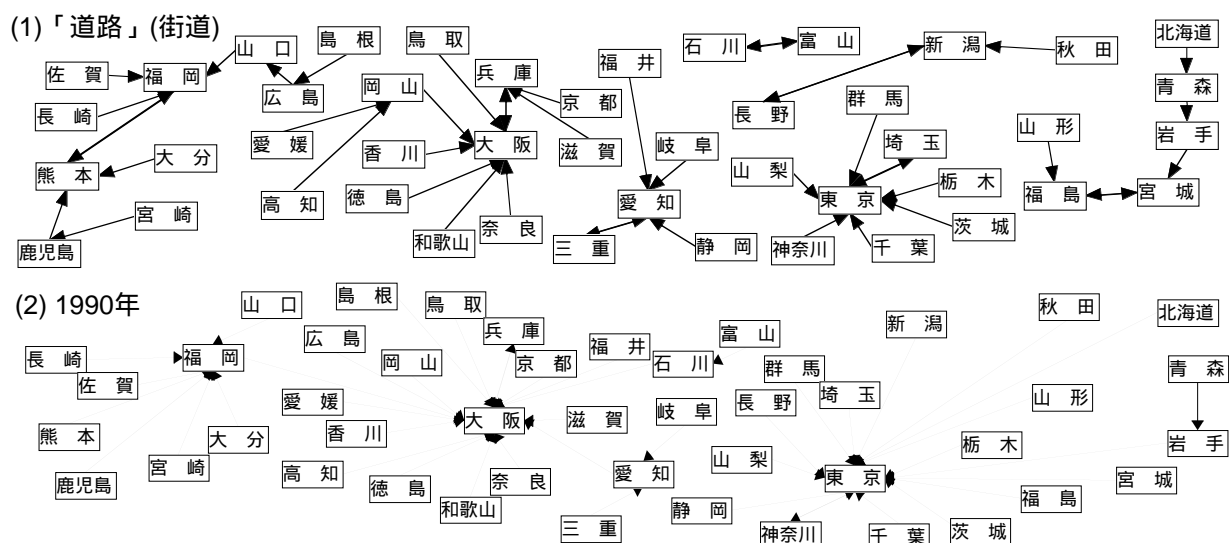 (1)「道路」(街道)
山 口
島 根
鳥 取
石 川
富 山
新 潟
秋 田
北海道
佐 賀
福 岡
広 島
岡 山
兵 庫
京 都
福 井
長 野
群 馬
青 森
長 崎
愛 媛
香 川
大 阪
滋 賀
岐 阜
埼 玉
山 形
岩 手
熊 本
大 分
高 知
徳 島
山 梨
東 京
栃 木
福 島
宮 城
宮 崎
奈 良
愛 知
茨 城
鹿児島
和歌山
三 重
静 岡
神奈川
千 葉
(2) 1990年
山 口
島 根
鳥 取
秋 田
北海道
長 崎
福 岡
広 島
兵 庫
富 山
新 潟
佐 賀
岡 山
京 都
福 井
石 川
群 馬
青 森
愛 媛
大 阪
滋 賀
岐 阜
長 野
埼 玉
山 形
熊 本
大 分
香 川
栃 木
岩 手
鹿児島
宮 崎
高 知
徳 島
奈 良
愛 知
山 梨
東 京
宮 城
和歌山
三 重
静 岡
神奈川
千 葉
福 島
茨 城